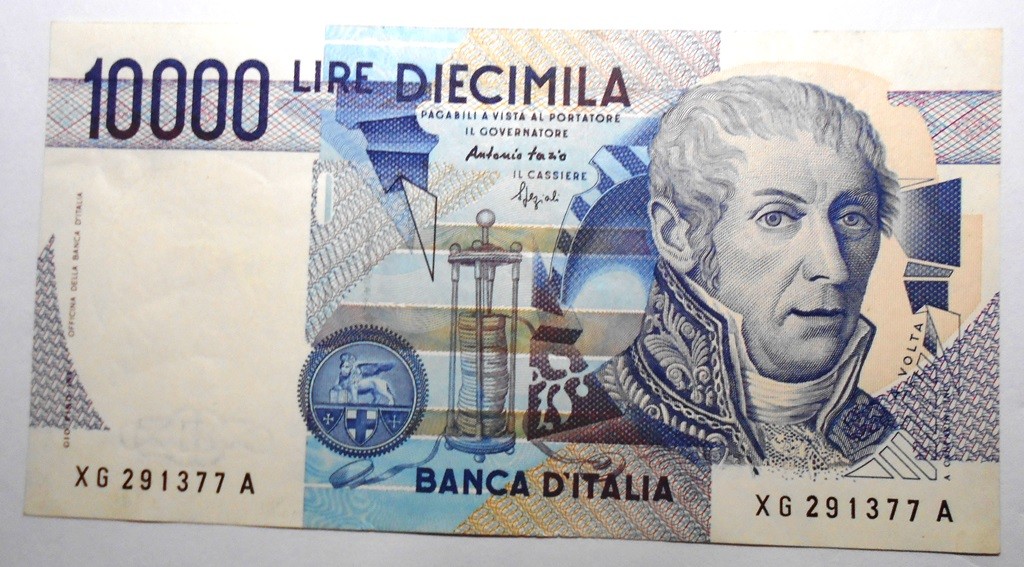 10000 LIRE DIECIMILA
PAGABILI A VISTA AL PORTATORE
IL GOVERNATORE
Antonio Fazio
IL CASSIERE
Speziali
OFFICINA DELLA BANCA D'ITALIA
VOLTA
BANCA D'ITALIA
XG 291377 A
XG 291377 A